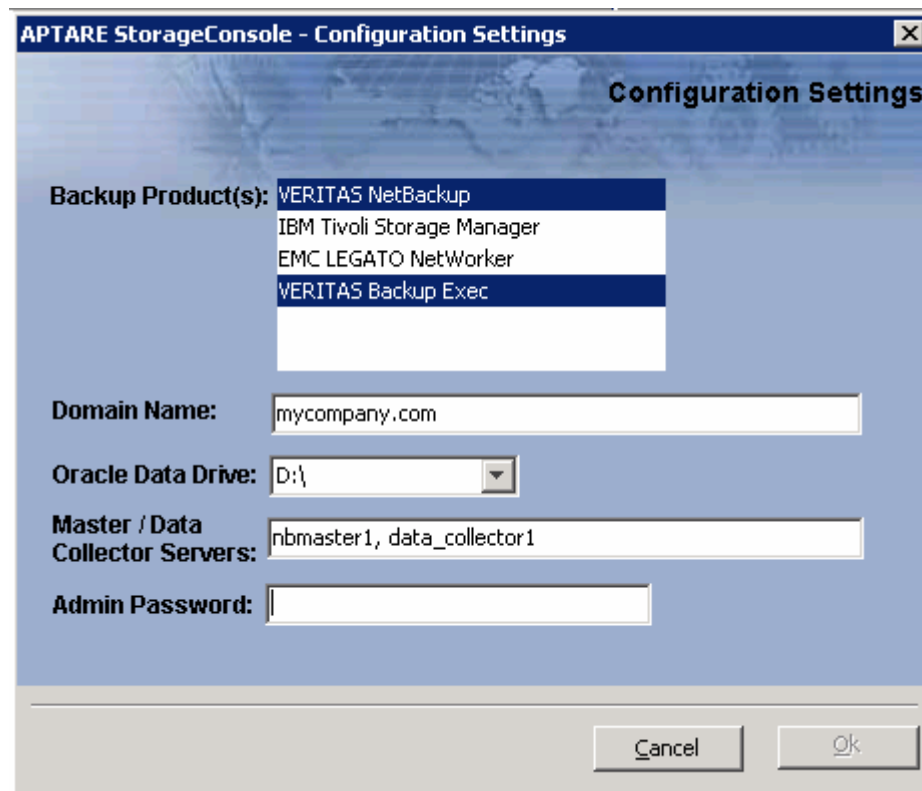 APTARE StorageConsole - Configuration Settings
Configuration Settings
Backup Product(s):
VERITAS NetBackup
IBM Tivoli Storage Manager
EMC LEGATO NetWorker
VERITAS Backup Exec
Domain Name:
mycompany.com
Oracle Data Drive:
D:\
Master / Data
Collector Servers:
nbmaster1, data_collector1
Admin Password:
Cancel
Ok